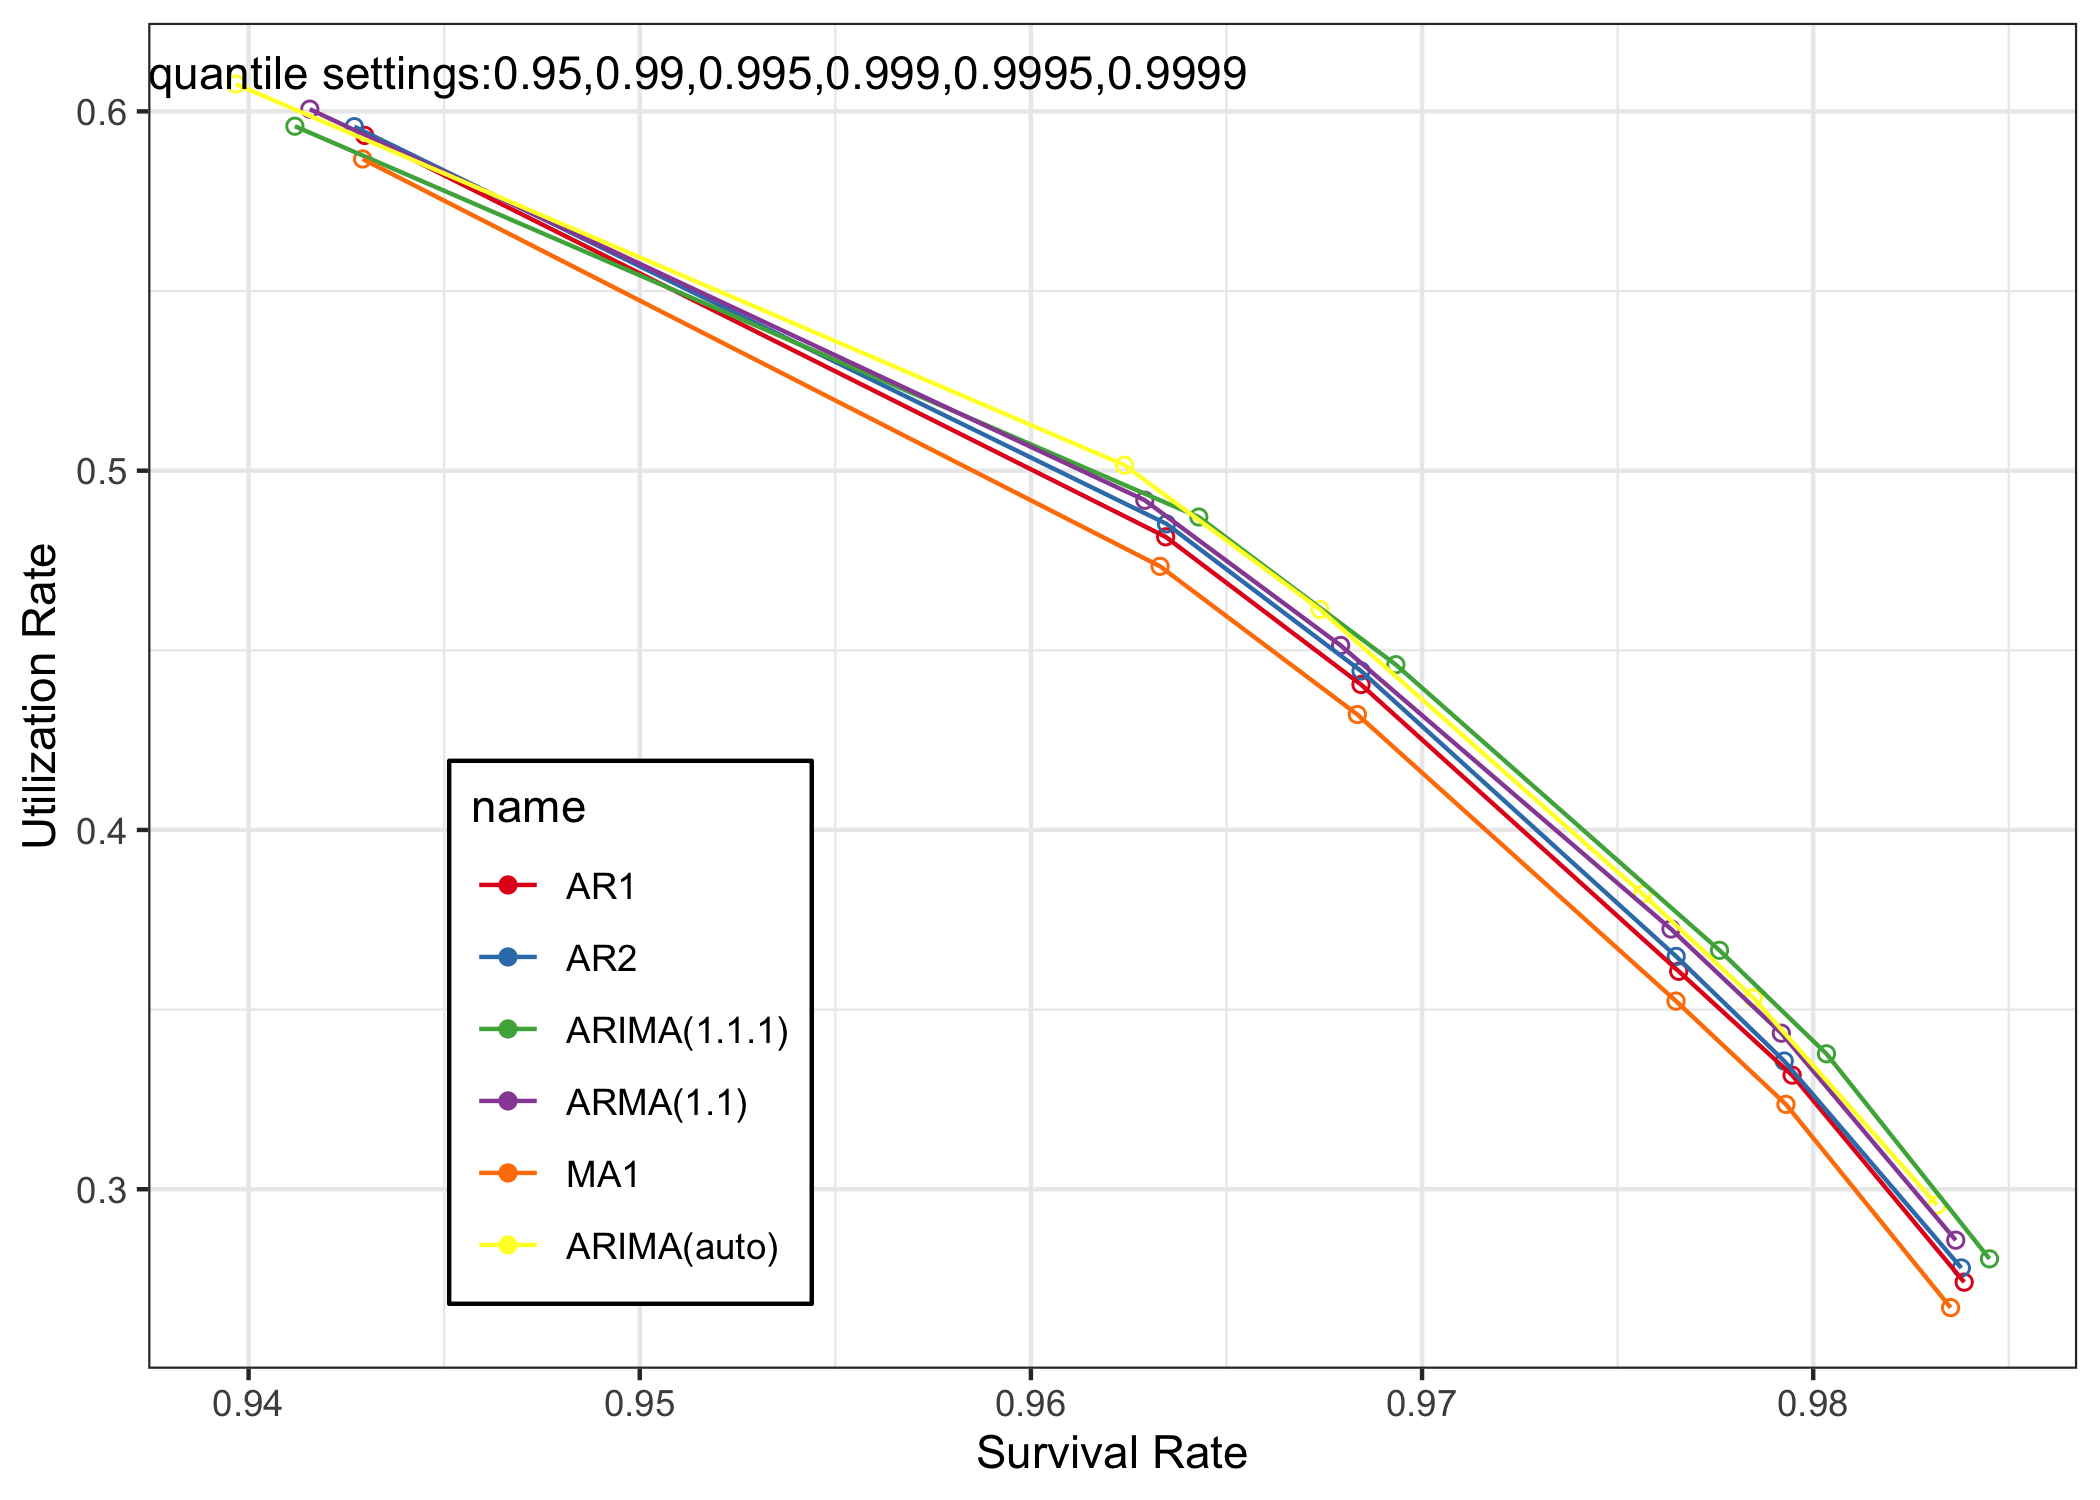 quantile settings:0.95,0.99,0.995,0.999,0.9995,0.9999
0.6
0.5
0.4
0.3
Utilization Rate
name
AR1
AR2
ARIMA(1.1.1)
ARMA(1.1)
MA1
ARIMA(auto)
0.94 0.95 0.96 0.97 0.98
Survival Rate